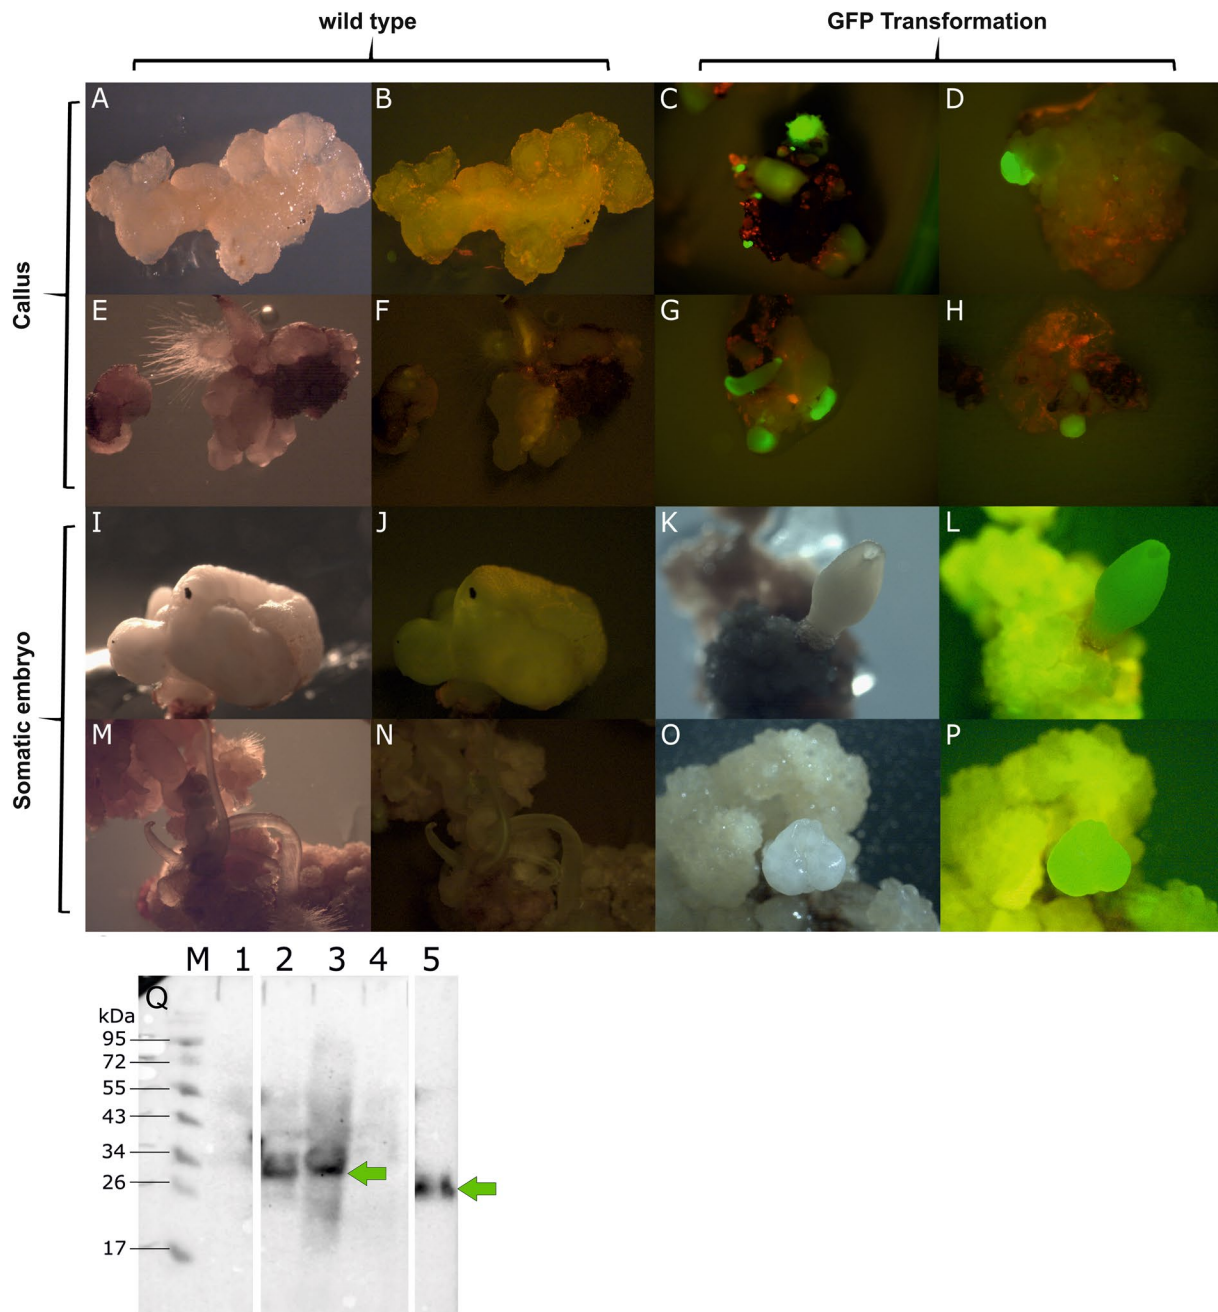 wild type
GFP Transformation
Callus
A
B
C
D
E
F
G
H
Somatic embryo
I
J
K
L
M
N
O
P
M 1 2 3 4 5
Q
kDa
95
72
55
43
34
26
17